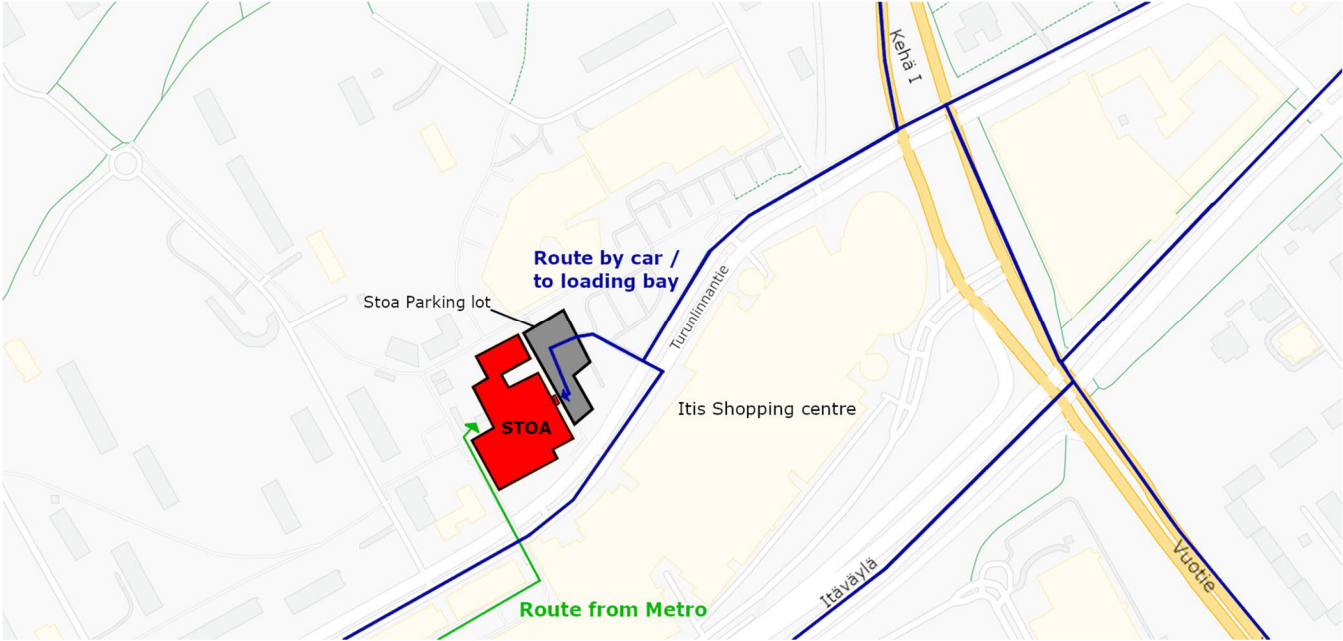 Kehä I
Route by car /
to loading bay
Stoa Parking lot
Turunlinnantie
Itis Shopping centre
STOA
Itäväylä
Vuotie
Route from Metro